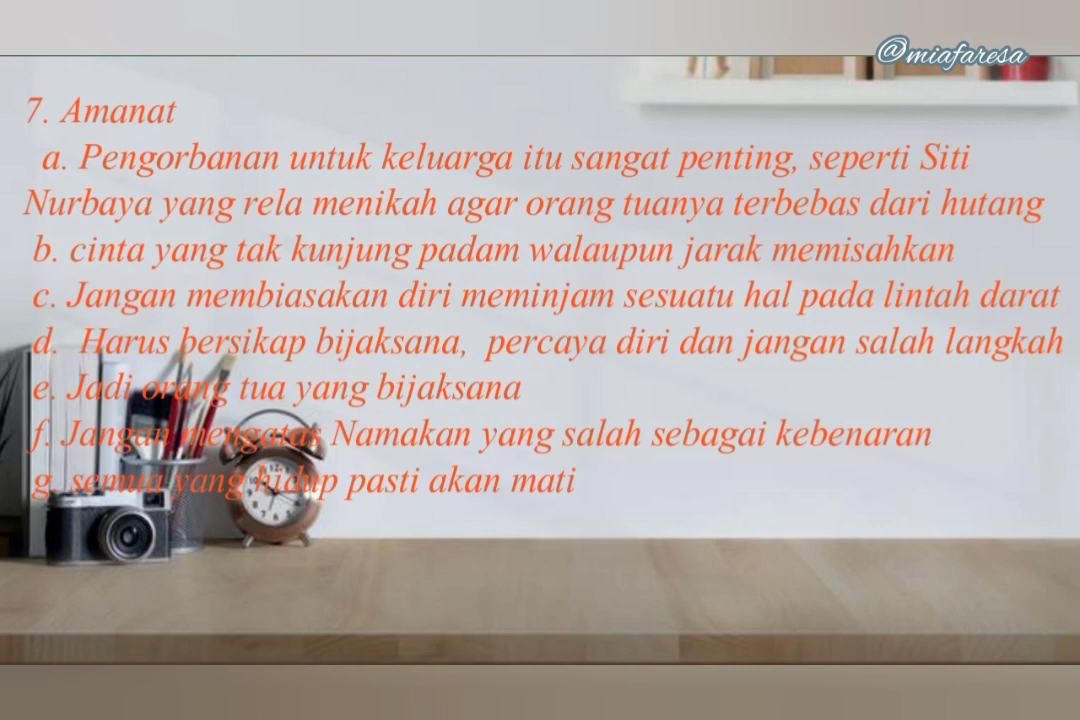 @miafaresa
7. Amanat
a. Pengorbanan untuk keluarga itu sangat penting, seperti Siti
Nurbaya yang rela menikah agar orang tuanya terbebas dari hutang
b. cinta yang tak kunjung padam walaupun jarak memisahkan
c. Jangan membiasakan diri meminjam sesuatu hal pada lintah darat
d. Harus bersikap bijaksana, percaya diri dan jangan salah langkah
e. Jadi orang tua yang bijaksana
f. Jangan mengatas Namakan yang salah sebagai kebenaran
g. semua yang hidup pasti akan mati